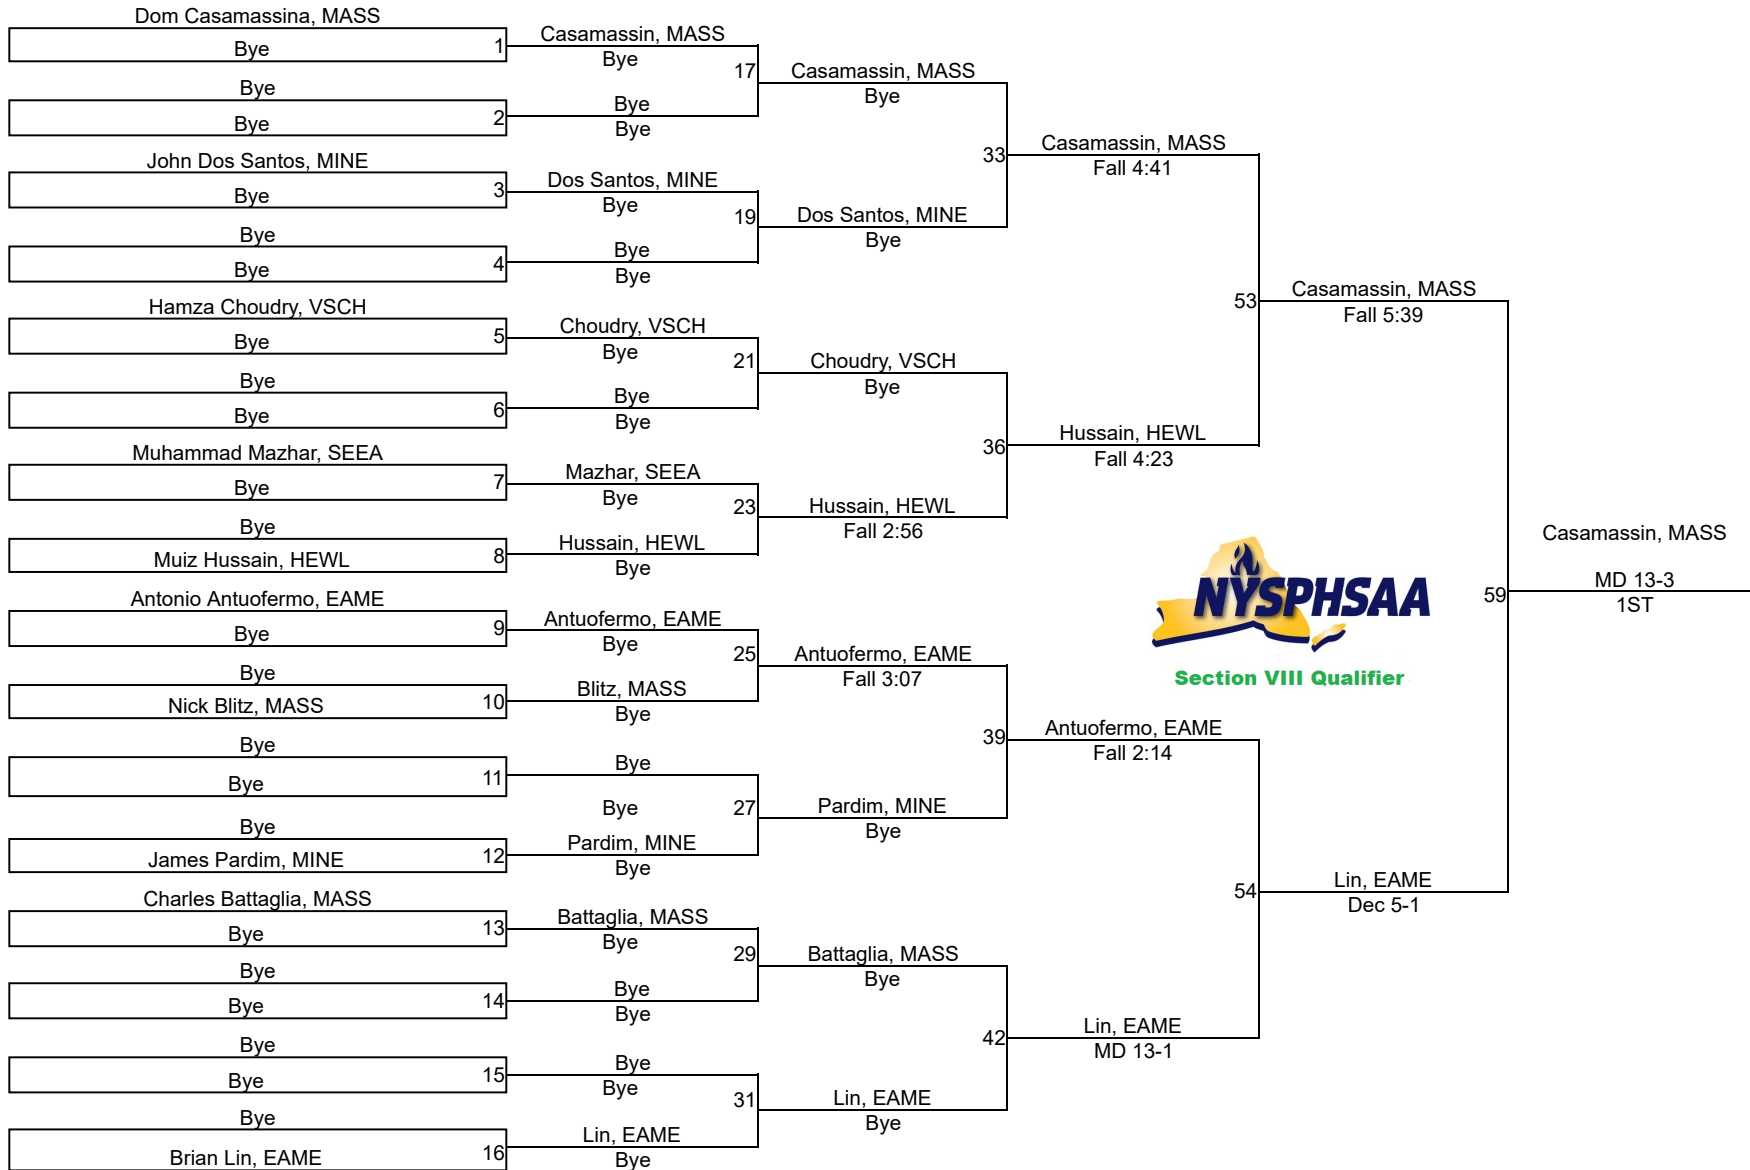 Dom Casamassina, MASS
Bye
1
Bye
Bye
2
John Dos Santos, MINE
Bye
3
Bye
Bye
4
Hamza Choudry, VSCH
Bye
5
Bye
Bye
6
Muhammad Mazhar, SEEA
Bye
7
Bye
Muiz Hussain, HEWL
8
Antonio Antuofermo, EAME
Bye
9
Bye
Nick Blitz, MASS
10
Bye
Bye
11
Bye
James Pardim, MINE
12
Charles Battaglia, MASS
Bye
13
Bye
Bye
14
Bye
Bye
15
Bye
Brian Lin, EAME
16
Casamassin, MASS
Bye
17
Bye
Bye
Dos Santos, MINE
Bye
19
Bye
Bye
Choudry, VSCH
Bye
21
Bye
Bye
Mazhar, SEEA
Bye
23
Hussain, HEWL
Bye
Antuofermo, EAME
Bye
25
Blitz, MASS
Bye
Bye
Bye
27
Pardim, MINE
Bye
Battaglia, MASS
Bye
29
Bye
Bye
Bye
Bye
31
Lin, EAME
Bye
Casamassin, MASS
Bye
33
Dos Santos, MINE
Bye
Choudry, VSCH
Bye
36
Hussain, HEWL
Fall 2:56
Antuofermo, EAME
Fall 3:07
39
Pardim, MINE
Bye
Battaglia, MASS
Bye
42
Lin, EAME
Bye
Casamassin, MASS
Fall 4:41
53
Hussain, HEWL
Fall 4:23
Antuofermo, EAME
Fall 2:14
54
Lin, EAME
MD 13-1
Casamassin, MASS
Fall 5:39
59
Lin, EAME
Dec 5-1
Casamassin, MASS
MD 13-3
1ST
NYSPHSAA
Section VIII Qualifier